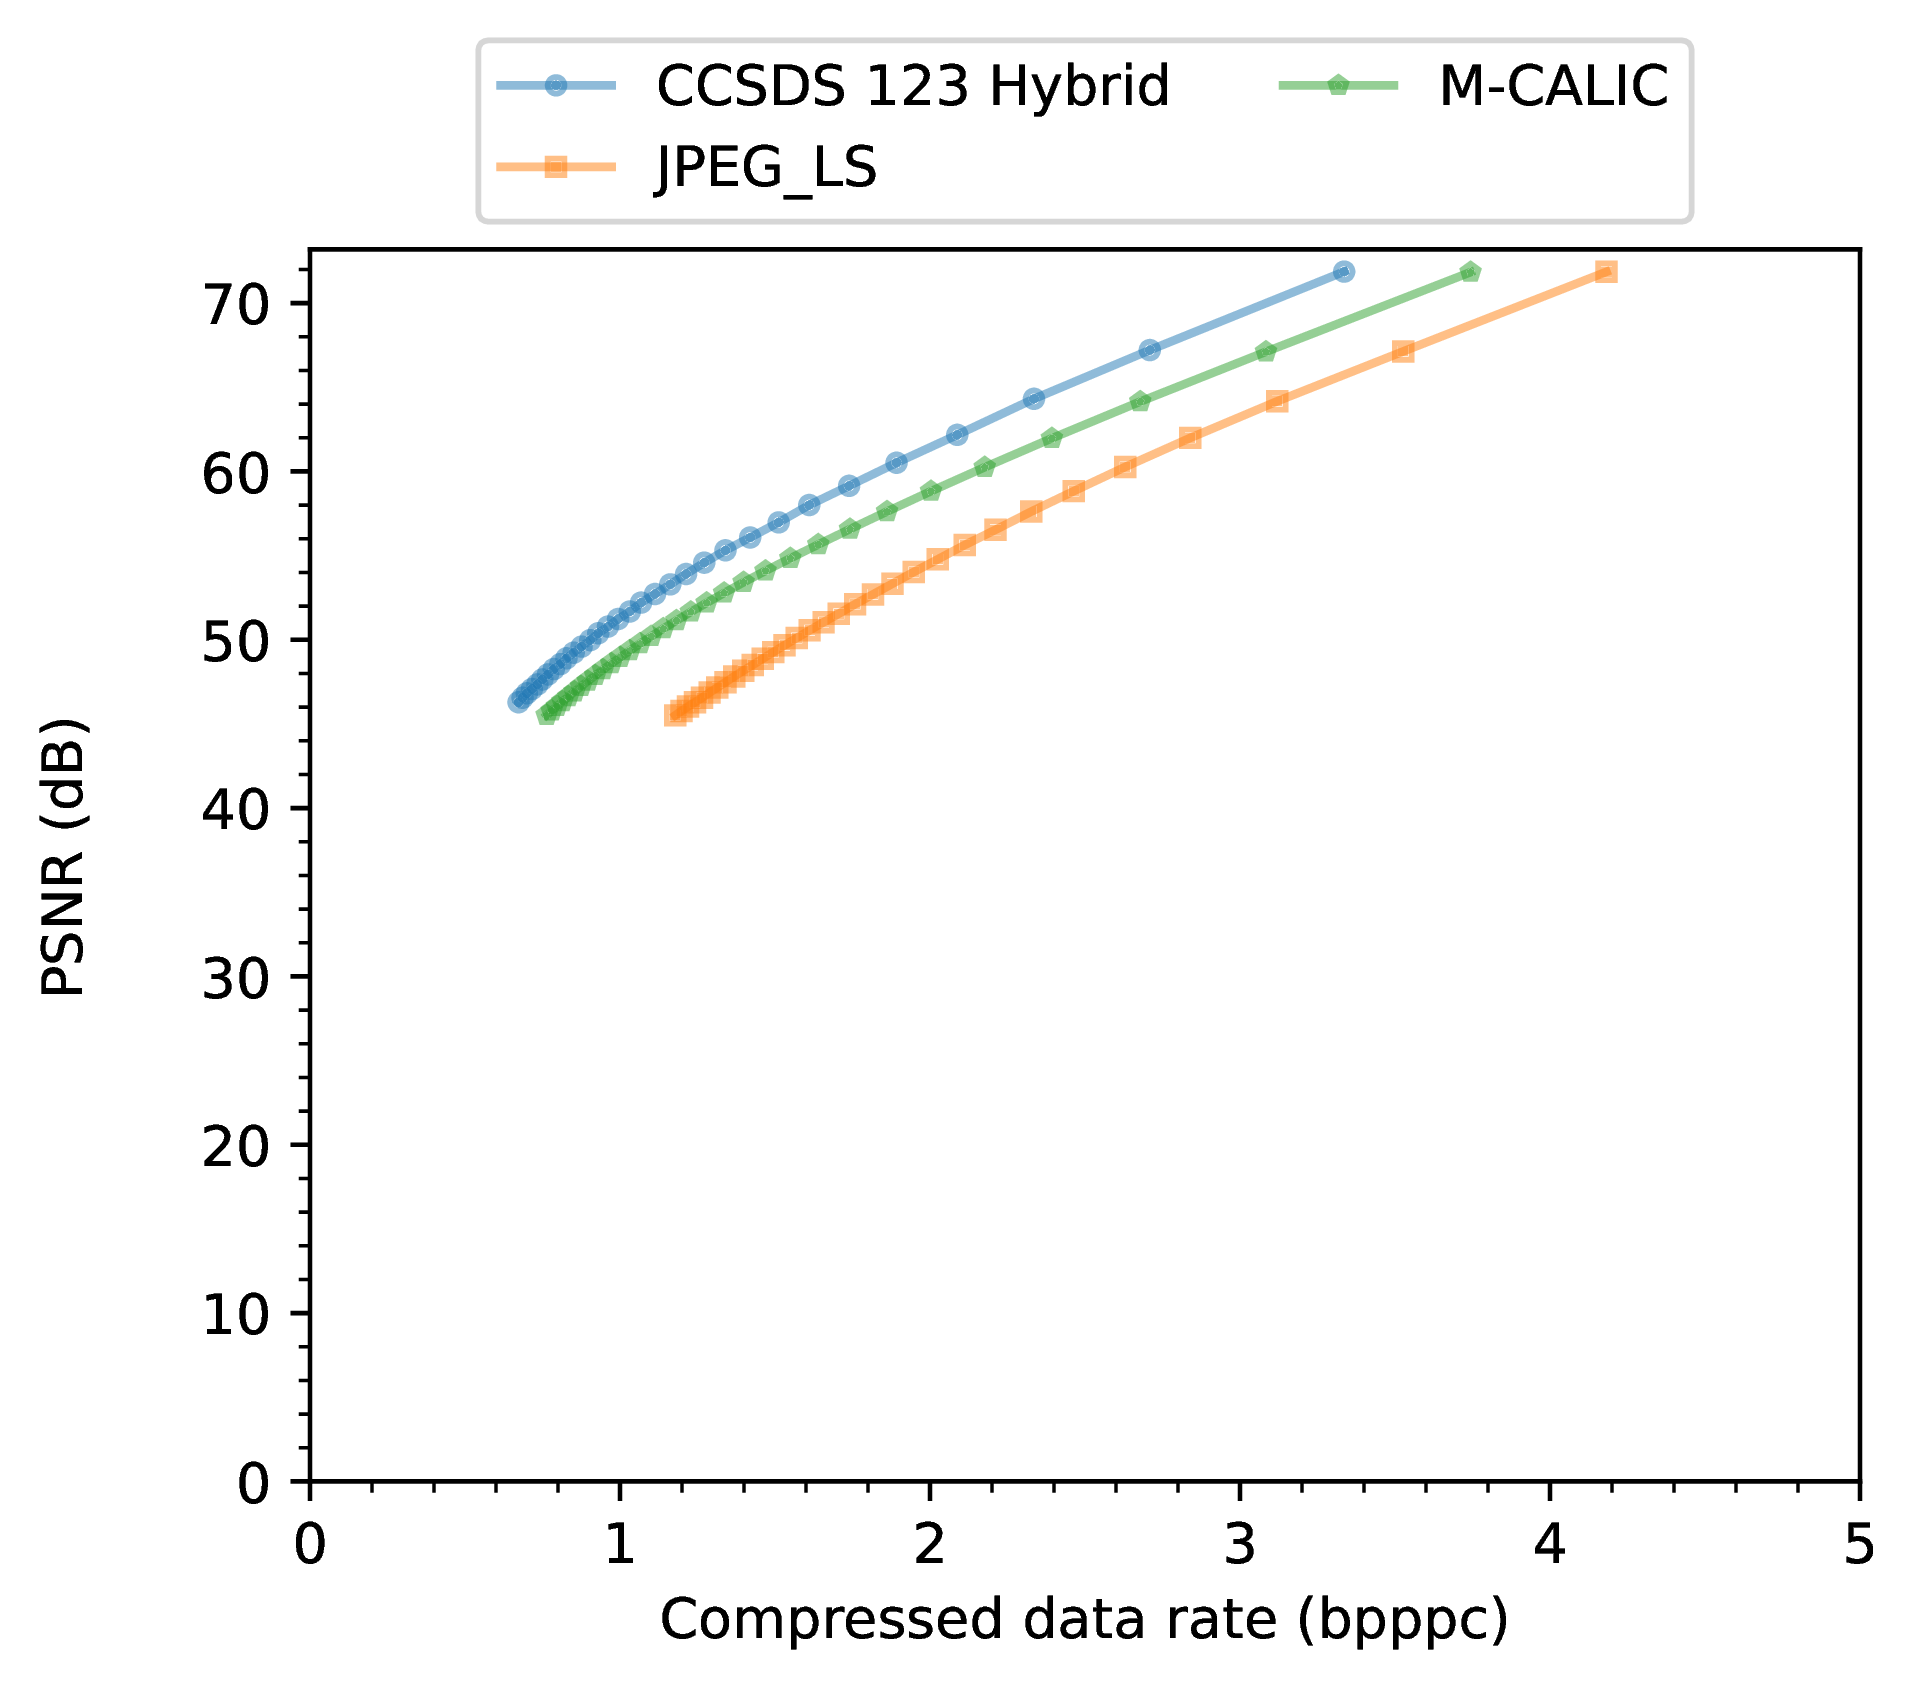 CCSDS 123 Hybrid
M-CALIC
JPEG_LS
70
60
50
40
30
20
10
0
PSNR (dB)
0 1 2 3 4 5
Compressed data rate (bpppc)